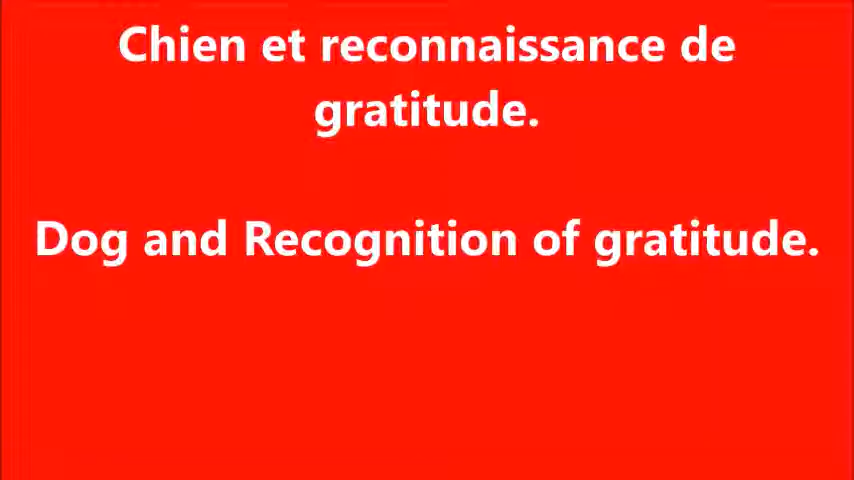 Chien et reconnaissance de
gratitude.
Dog and Recognition of gratitude.